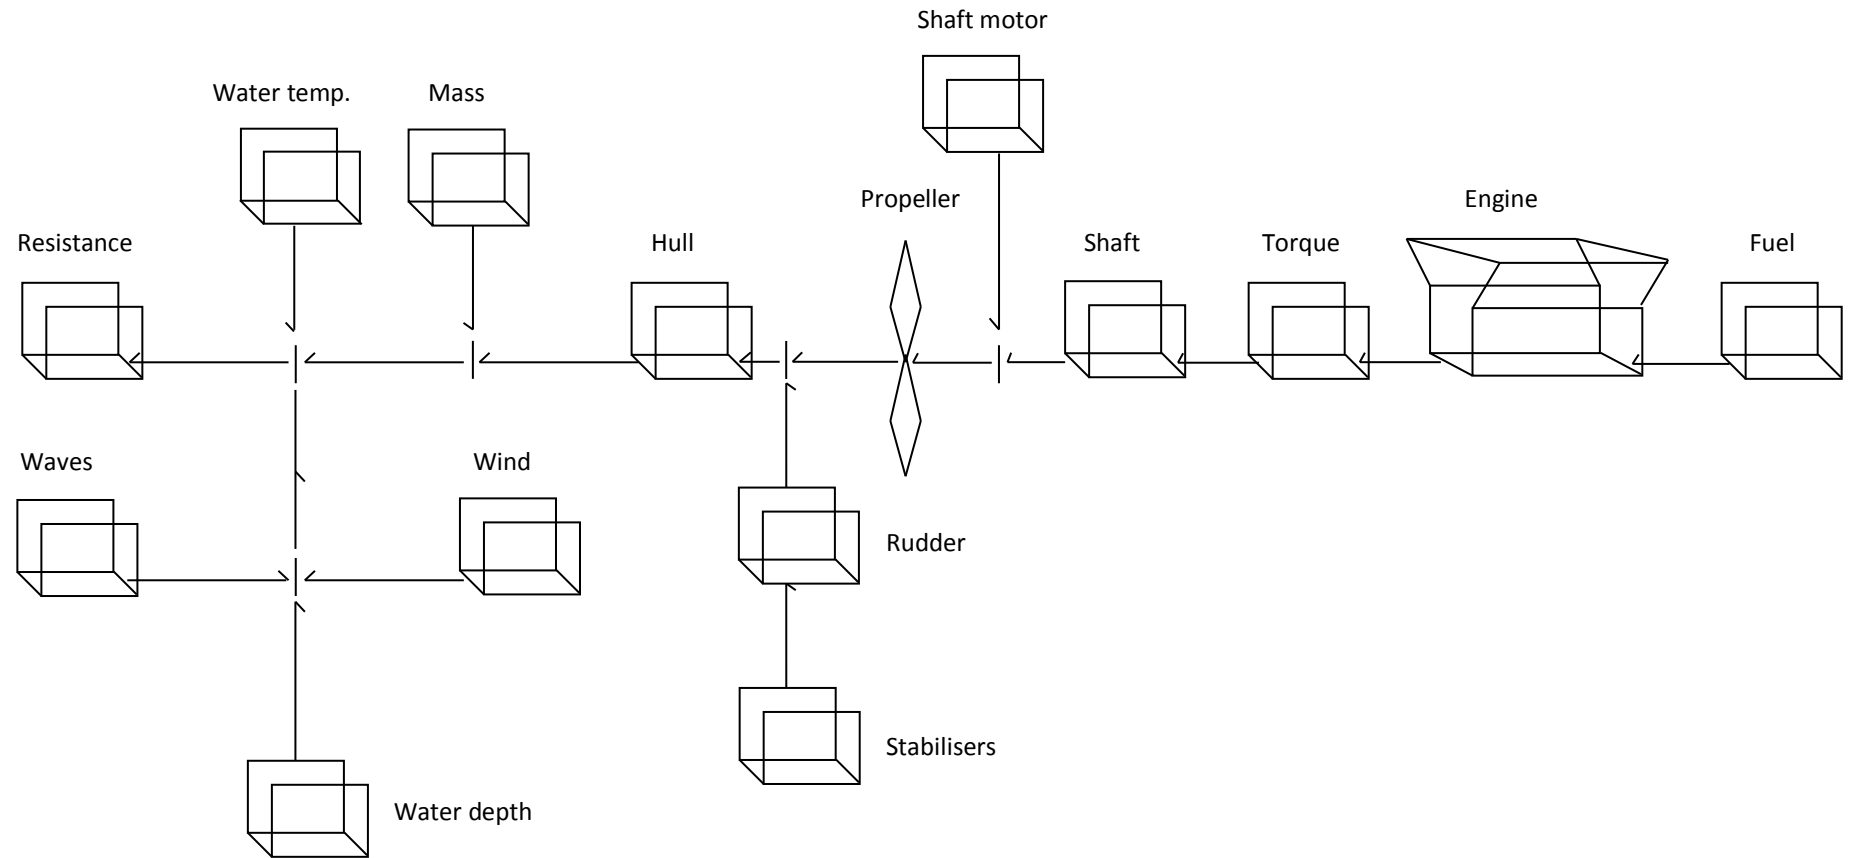 Shaft motor
Water temp.
Mass
Propeller
Engine
Resistance
Hull
Shaft
Torque
Fuel
Waves
Wind
Rudder
Stabilisers
Water depth